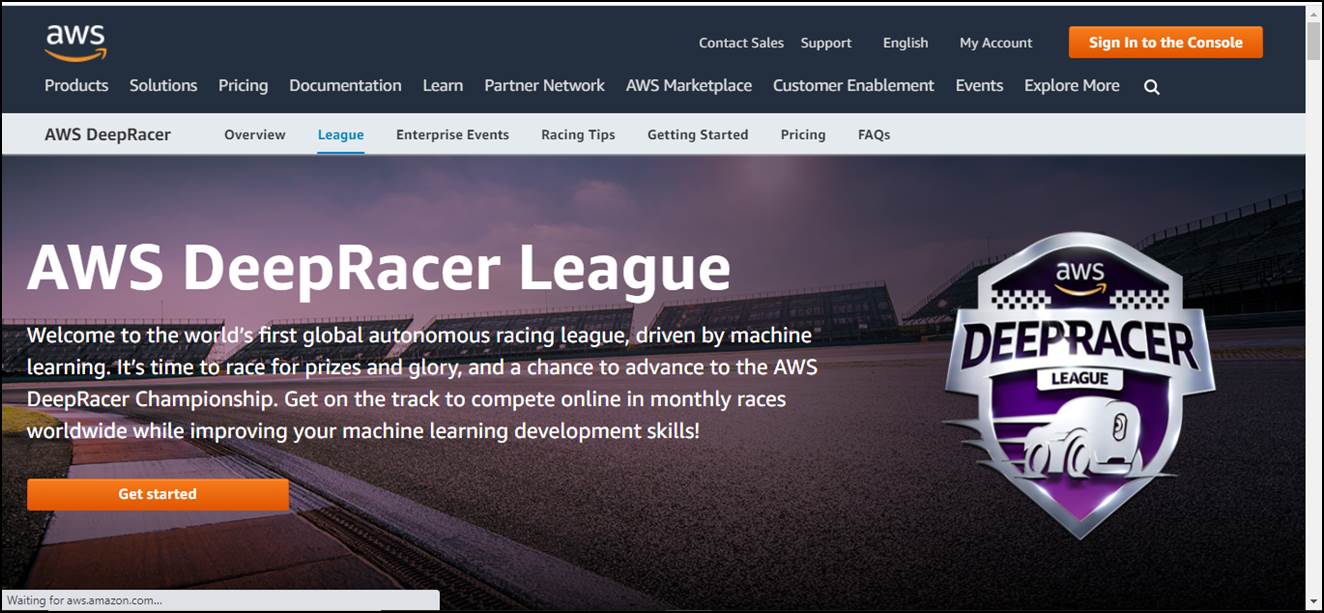 aws
Contact Sales Support English My Account Sign In to the Console
Products Solutions Pricing Documentation Learn Partner Network AWS Marketplace Customer Enablement Events Explore More
AWS DeepRacer Overview League Enterprise Events Racing Tips Getting Started Pricing FAQs
AWS DeepRacer League
Welcome to the world’s first global autonomous racing league, driven by machine
learning. It’s time to race for prizes and glory, and a chance to advance to the AWS
DeepRacer Championship. Get on the track to compete online in monthly races
worldwide while improving your machine learning development skills!
Get started
aws
DEEPRACER
LEAGUE
Waiting for aws.amazon.com...